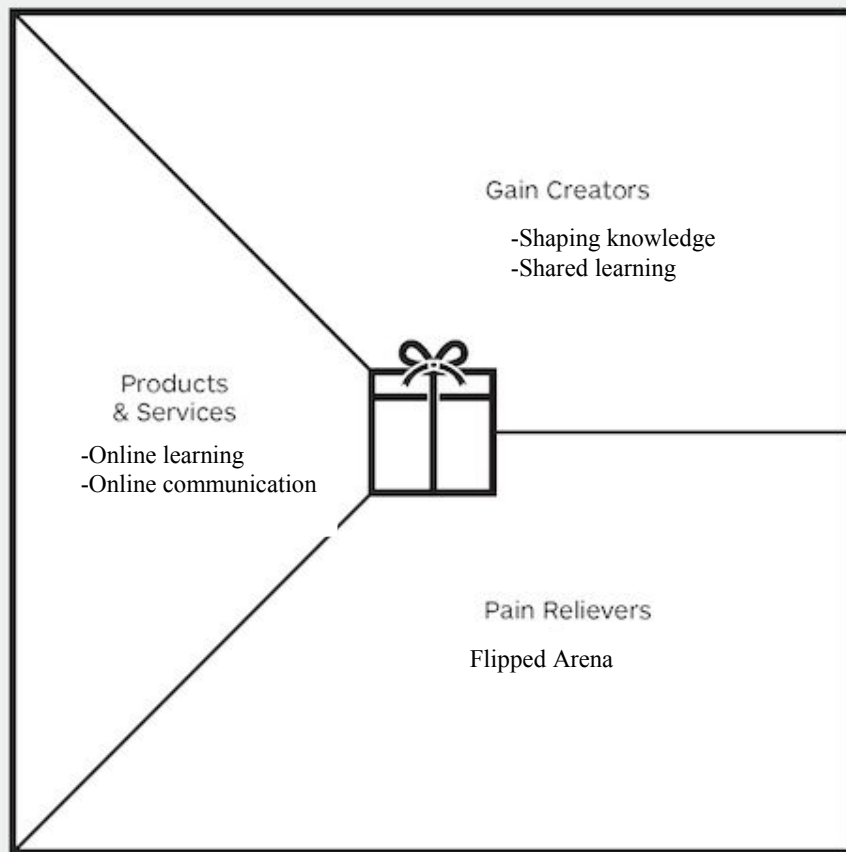 Gain Creators
-Shaping knowledge
-Shared learning
Products
& Services
-Online learning
-Online communication
Pain Relievers
Flipped Arena